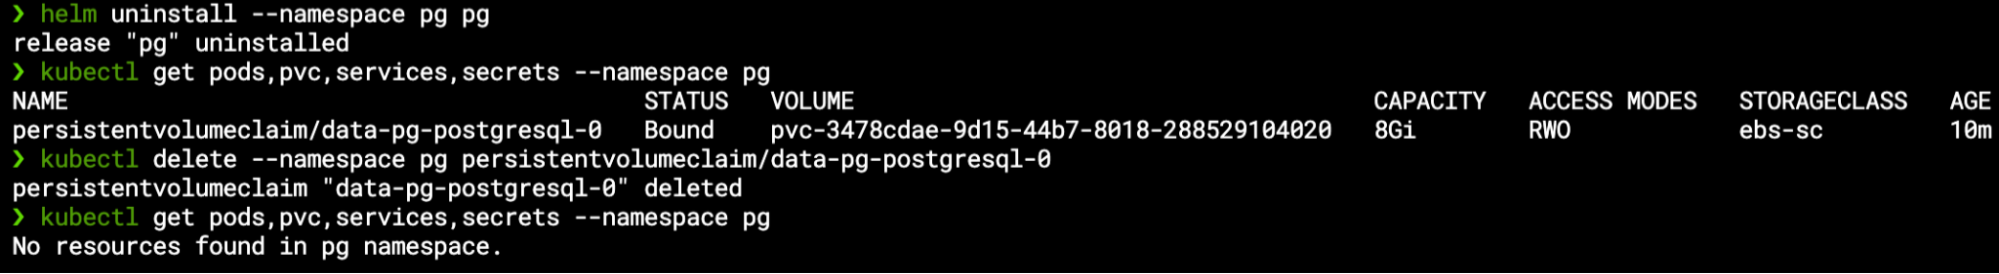 ❯ helm uninstall --namespace pg pg
release "pg" uninstalled
❯ kubectl get pods,pvc,services,secrets --namespace pg
NAME STATUS VOLUME CAPACITY ACCESS MODES STORAGECLASS AGE
persistentvolumeclaim/data-pg-postgresql-0 Bound pvc-3478cdae-9d15-44b7-8018-288529104020 8Gi RWO ebs-sc 10m
❯ kubectl delete --namespace pg persistentvolumeclaim/data-pg-postgresql-0
persistentvolumeclaim "data-pg-postgresql-0" deleted
❯ kubectl get pods,pvc,services,secrets --namespace pg
No resources found in pg namespace.